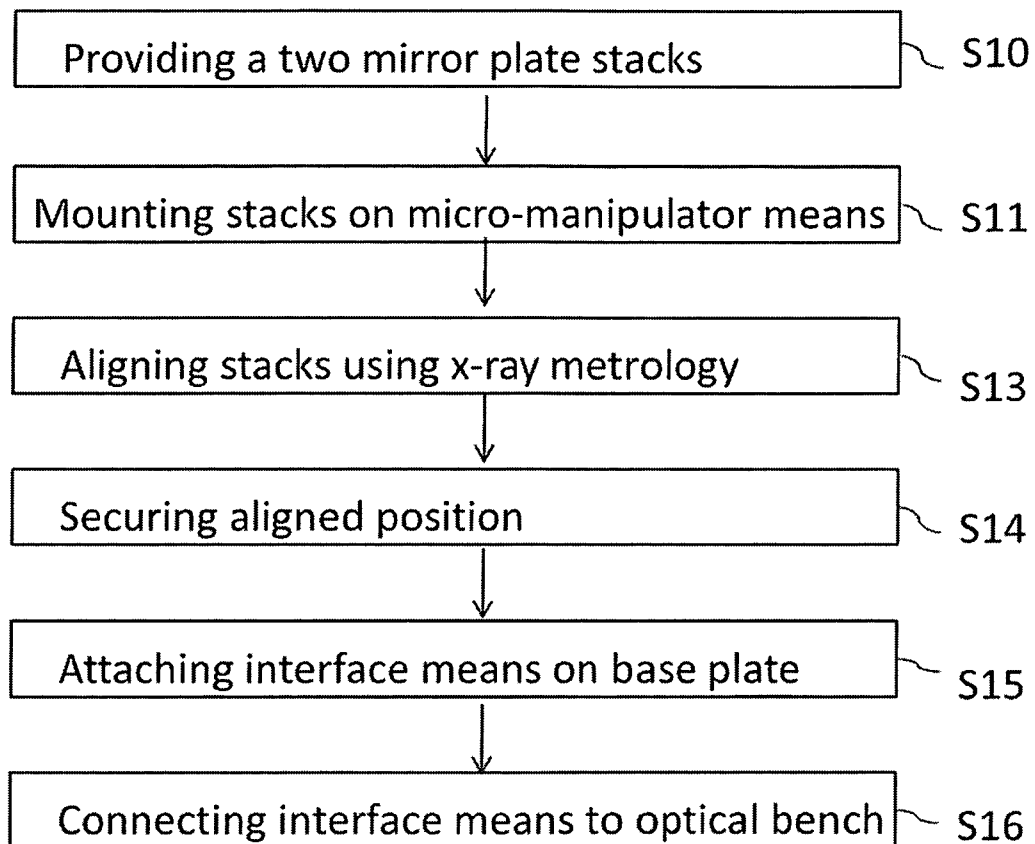 Providing a two mirror plate stacks S10
Mounting stacks on micro-manipulator means S11
Aligning stacks using x-ray metrology S13
Securing aligned position S14
Attaching interface means on base plate S15
Connecting interface means to optical bench S16